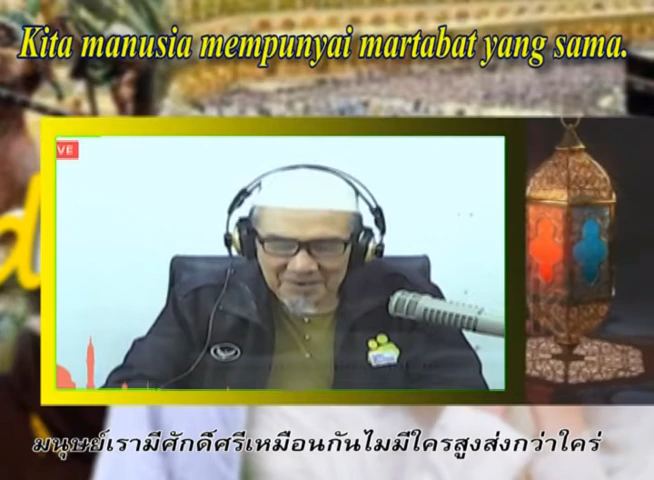 Kita manusia mempunyai martabat yang sama.
VE
มนุษย์เรามีศักดิ์ศรีเหมือนกันไมมีใครสูงส่งกว่าใคร่